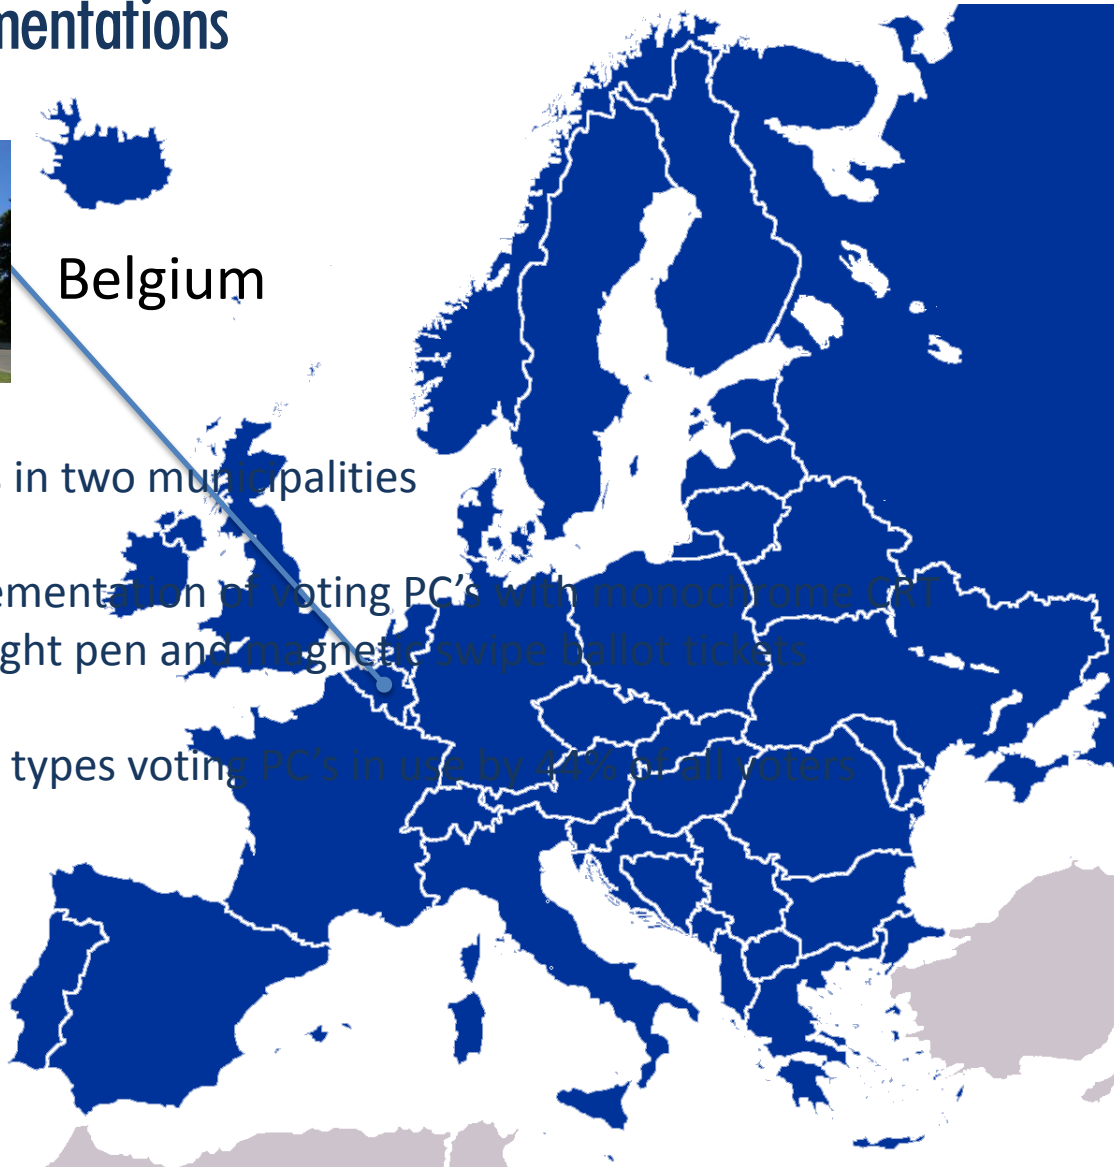 mentations
Belgium
s in two municipalities
ementation of voting PC's with monochrome CRT
ght pen and magnetic swipe ballot tickets
types voting PC's in use by 44% of all voters